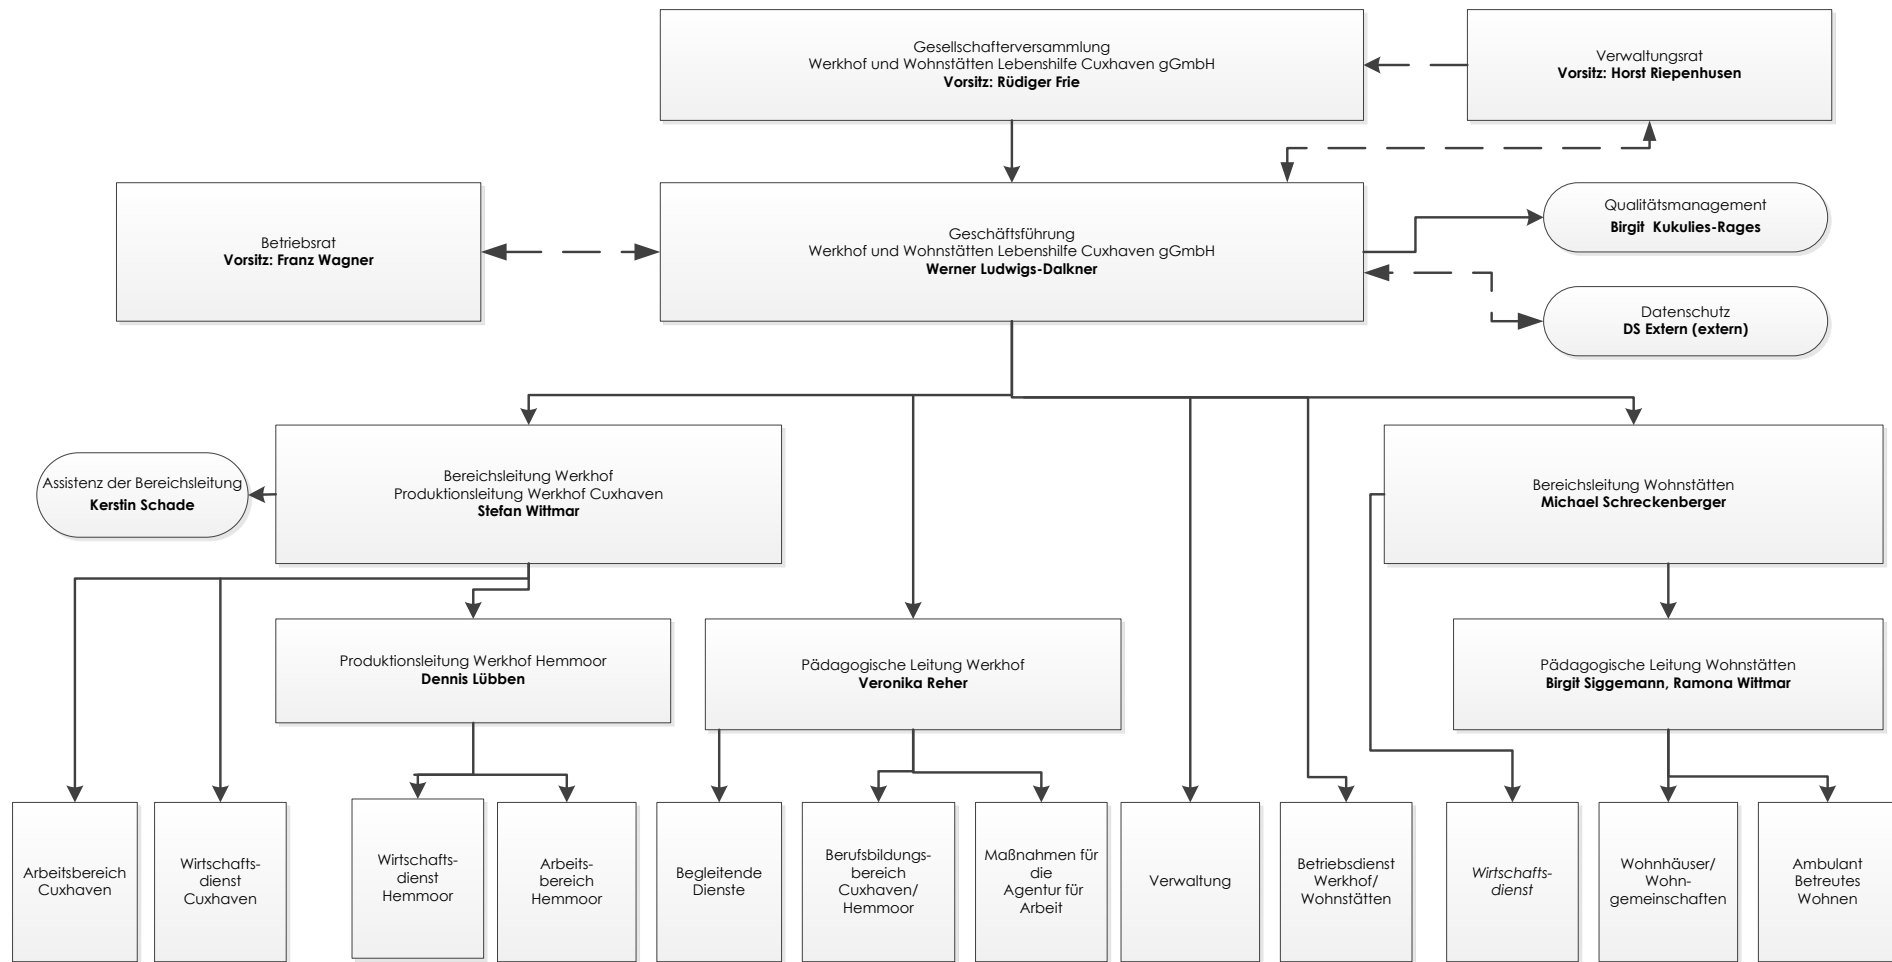 Gesellschafterversammlung
Werkhof und Wohnstätten Lebenshilfe Cuxhaven gGmbH
Vorsitz: Rüdiger Frie
Verwaltungsrat
Vorsitz: Horst Riepenhusen
Betriebsrat
Vorsitz: Franz Wagner
Geschäftsführung
Werkhof und Wohnstätten Lebenshilfe Cuxhaven gGmbH
Werner Ludwigs-Dalkner
Qualitätsmanagement
Birgit Kukulies-Rages
Datenschutz
DS Extern (extern)
Assistenz der Bereichsleitung
Kerstin Schade
Bereichsleitung Werkhof
Produktionsleitung Werkhof Cuxhaven
Stefan Wittmar
Bereichsleitung Wohnstätten
Michael Schreckenberger
Produktionsleitung Werkhof Hemmoor
Dennis Lübben
Pädagogische Leitung Werkhof
Veronika Reher
Pädagogische Leitung Wohnstätten
Birgit Siggemann, Ramona Wittmar
Arbeitsbereich
Cuxhaven
Wirtschafts-
dienst
Cuxhaven
Wirtschafts-
dienst
Hemmoor
Arbeits-
bereich
Hemmoor
Begleitende
Dienste
Berufsbildungs-
bereich
Cuxhaven/
Hemmoor
Maßnahmen für
die
Agentur für
Arbeit
Verwaltung
Betriebsdienst
Werkhof/
Wohnstätten
Wirtschafts-
dienst
Wohnhäuser/
Wohn-
gemeinschaften
Ambulant
Betreutes
Wohnen